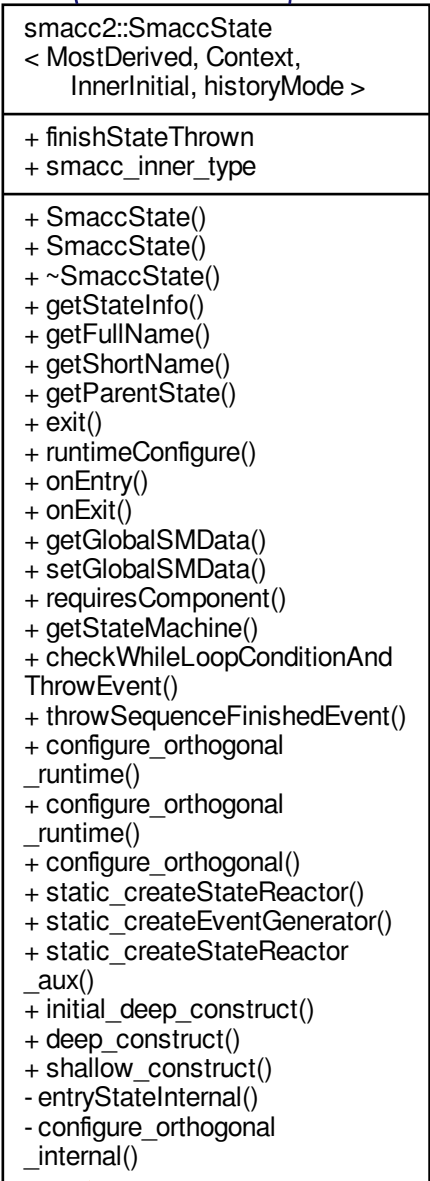 smacc2::SmaccState
< MostDerived, Context,
InnerInitial, historyMode >
+ finishStateThrown
+ smacc_inner_type
+ SmaccState()
+ SmaccState()
+ ~SmaccState()
+ getStateInfo()
+ getFullName()
+ getShortName()
+ getParentState()
+ exit()
+ runtimeConfigure()
+ onEntry()
+ onExit()
+ getGlobalSMData()
+ setGlobalSMData()
+ requiresComponent()
+ getStateMachine()
+ checkWhileLoopConditionAnd
ThrowEvent()
+ throwSequenceFinishedEvent()
+ configure_orthogonal
_runtime()
+ configure_orthogonal
_runtime()
+ configure_orthogonal()
+ static_createStateReactor()
+ static_createEventGenerator()
+ static_createStateReactor
_aux()
+ initial_deep_construct()
+ deep_construct()
+ shallow_construct()
- entryStateInternal()
- configure_orthogonal
_internal()